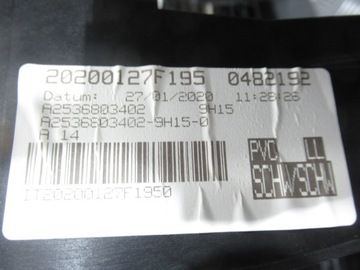 20200127F195 0482192
Datum: 27/01/2020 11:28:26
A2536803402 9H15
A2536803402-9H15-0
A 14
PVC LL
SCHW/SCHW
IT20200127F1950